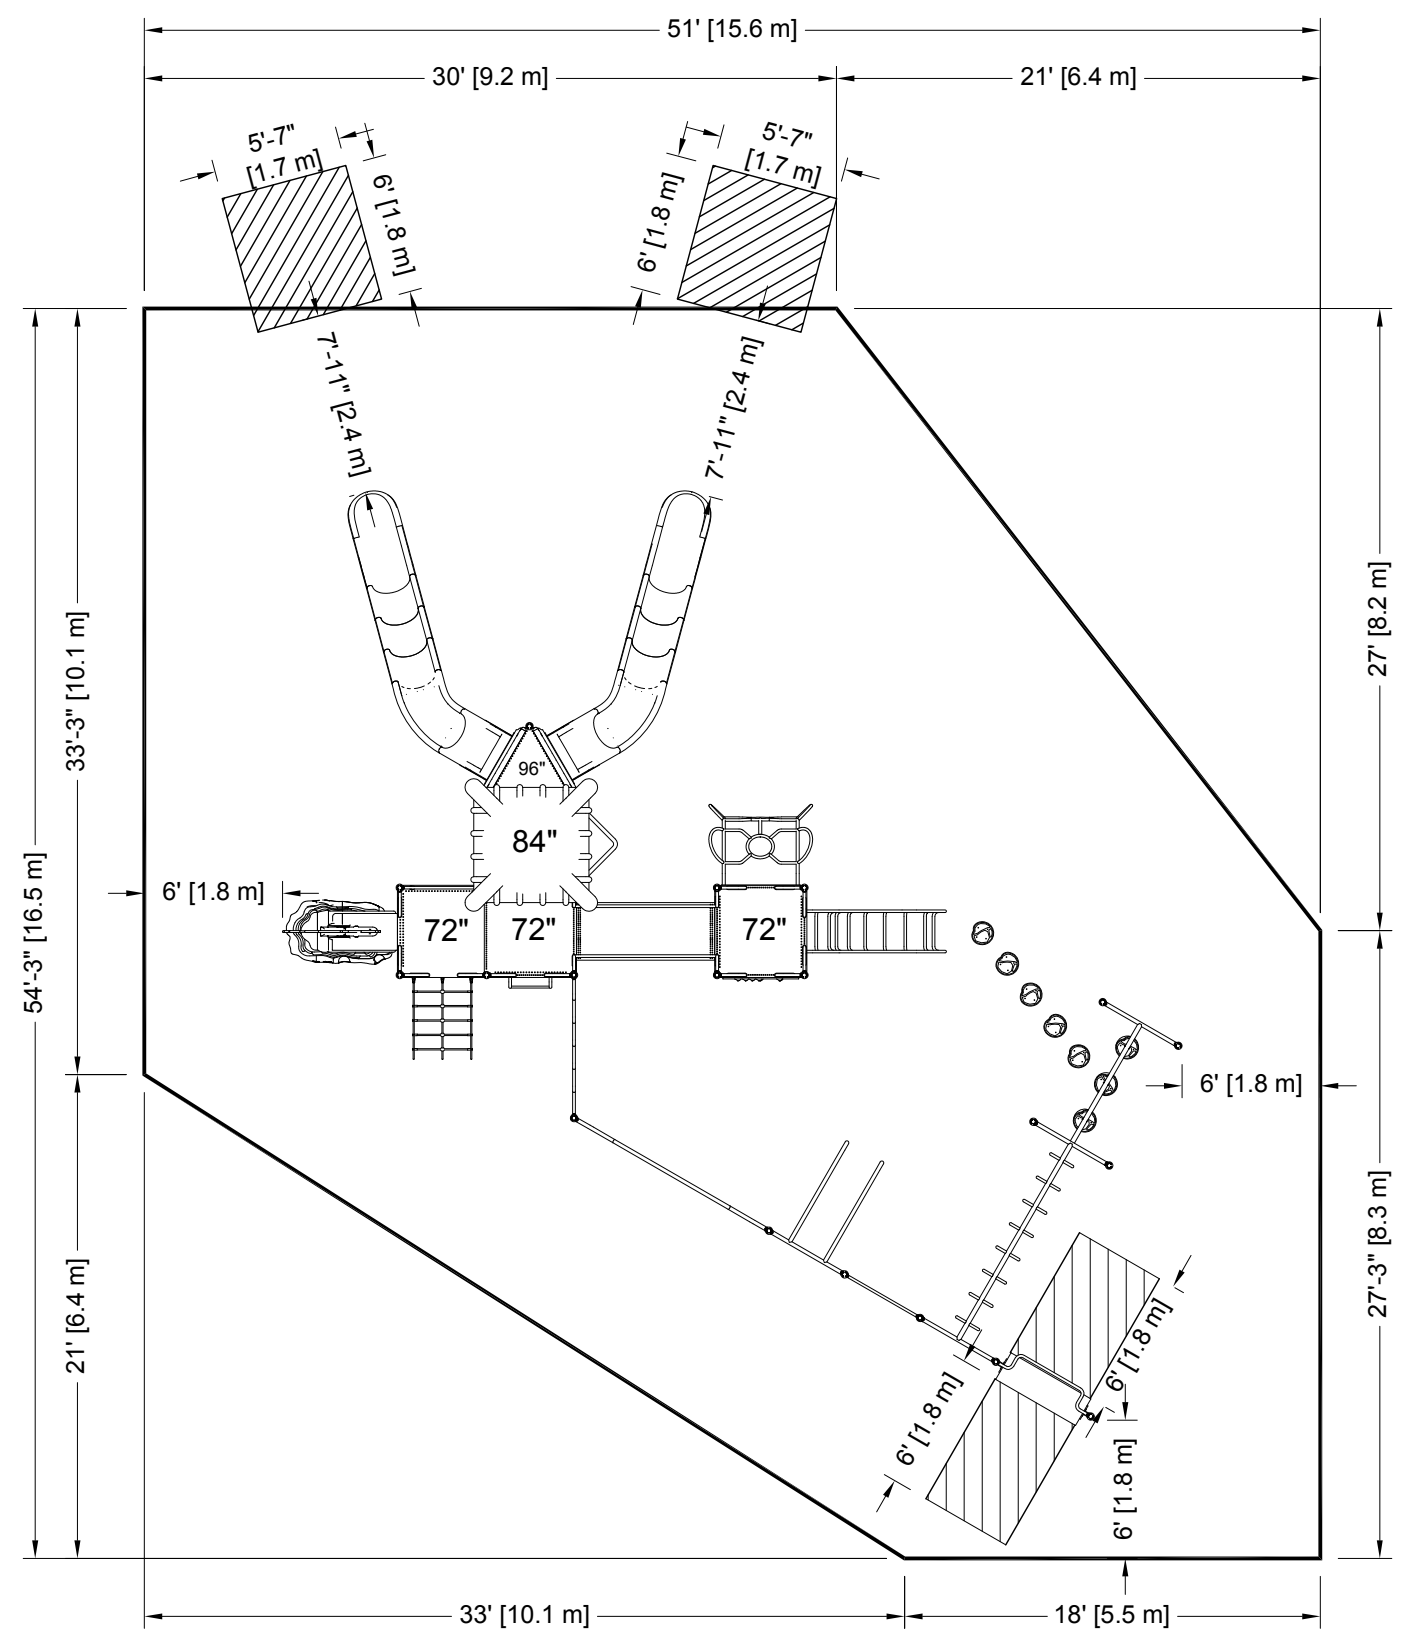 51' [15.6 m]
30' [9.2 m]
21' [6.4 m]
5'-7"
[1.7 m]
6' [1.8 m]
6' [1.8 m]
5'-7"
[1.7 m]
7'-11" [2.4 m]
7'-11" [2.4 m]
27' [8.2 m]
33'-3" [10.1 m]
54'-3" [16.5 m]
96"
84"
6' [1.8 m]
72"
72"
72"
6' [1.8 m]
27'-3" [8.3 m]
21' [6.4 m]
6' [1.8 m]
6' [1.8 m]
6' [1.8 m]
33' [10.1 m]
18' [5.5 m]